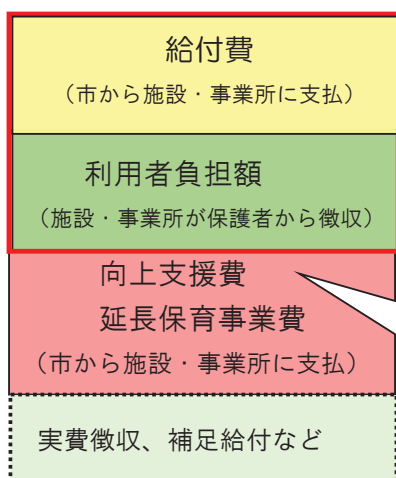 給付費
（市から施設・事業所に支払）
利用者負担額
（施設・事業所が保護者から徴収）
向上支援費
延長保育事業費
（市から施設・事業所に支払）
実費徴収、補足給付など